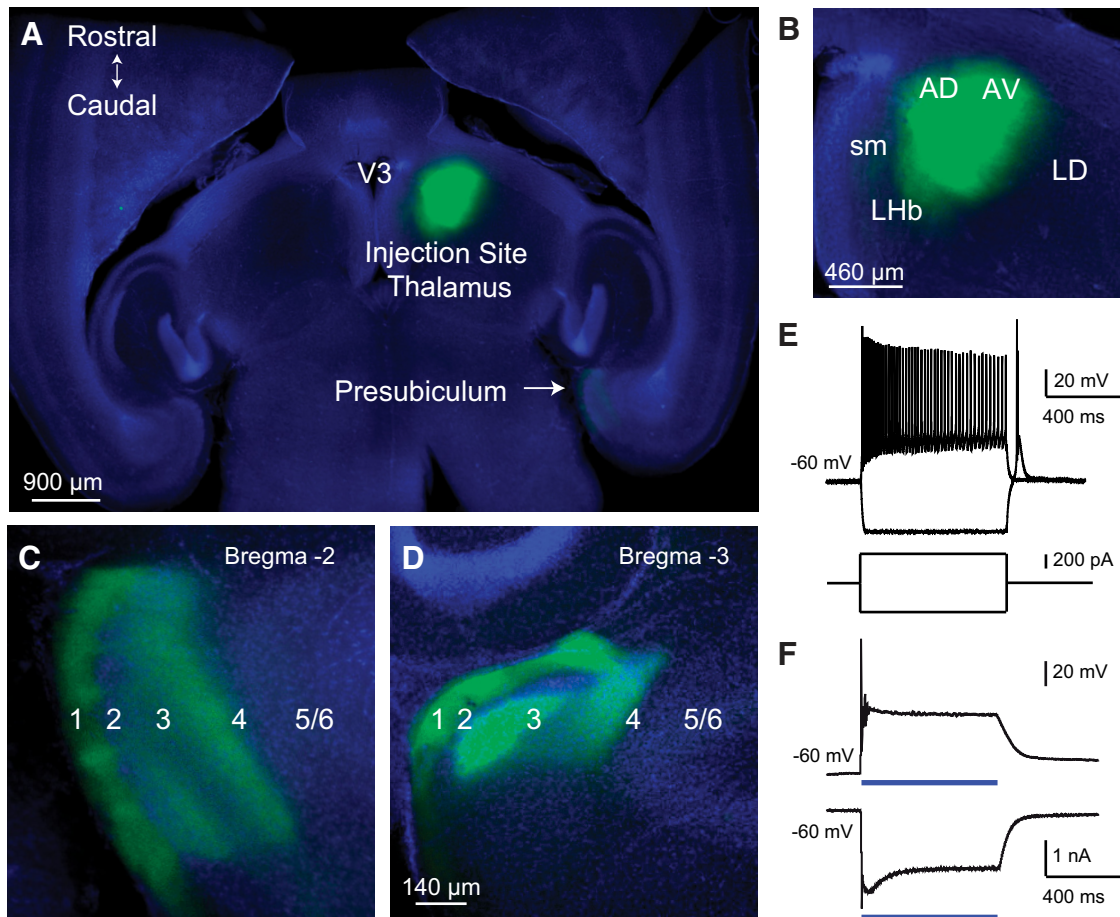 A
Rostral
Caudal
V3
Injection Site
Thalamus
Presubiculum
900 µm
B
AD AV
sm
LD
LHb
460 µm
C
Bregma -2
1 2 3 4 5/6
D
Bregma -3
1 2 3 4 5/6
140 µm
E
20 mV
400 ms
-60 mV
200 pA
F
20 mV
-60 mV
-60 mV
1 nA
400 ms